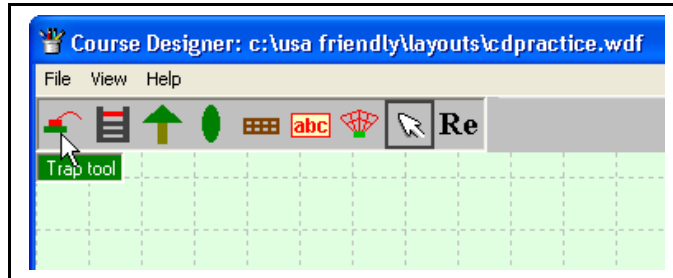 Course Designer: c:\usa friendly\layouts\cdpractice.wdf
File View Help
abc Re
Trap tool